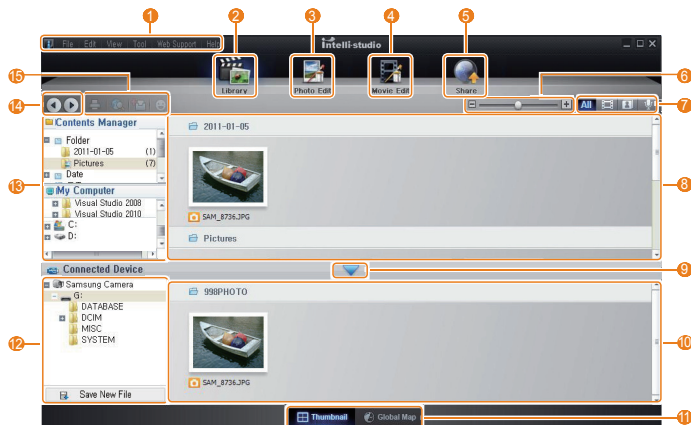 1 2 3 4 5
File Edit View Tool Web Support Help
intelli-studio
Library Photo Edit Movie Edit Share
15 6
14 All 7
Contents Manager
Folder
2011-01-05 (1)
Pictures (7)
Date
2011-01-05
SAM_8736.JPG
Pictures
13 8
My Computer
Visual Studio 2008
Visual Studio 2010
C:
D:
Connected Device 9
Samsung Camera
G:
DATABASE
DCIM
MISC
SYSTEM
998PHOTO
SAM_8736.JPG
12 10
Save New File
Thumbnail Global Map 11